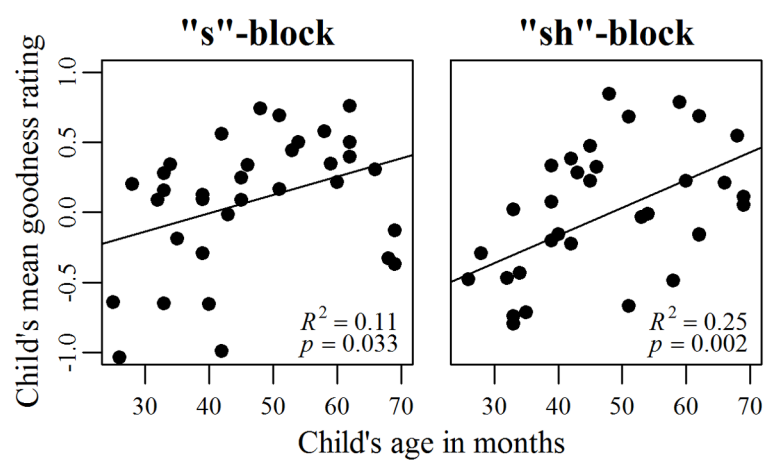 "s"-block
"sh"-block
Child's mean goodness rating
1.0
0.5
0.0
-0.5
-1.0
R² = 0.11
p = 0.033
R² = 0.25
p = 0.002
30 40 50 60 70
30 40 50 60 70
Child's age in months